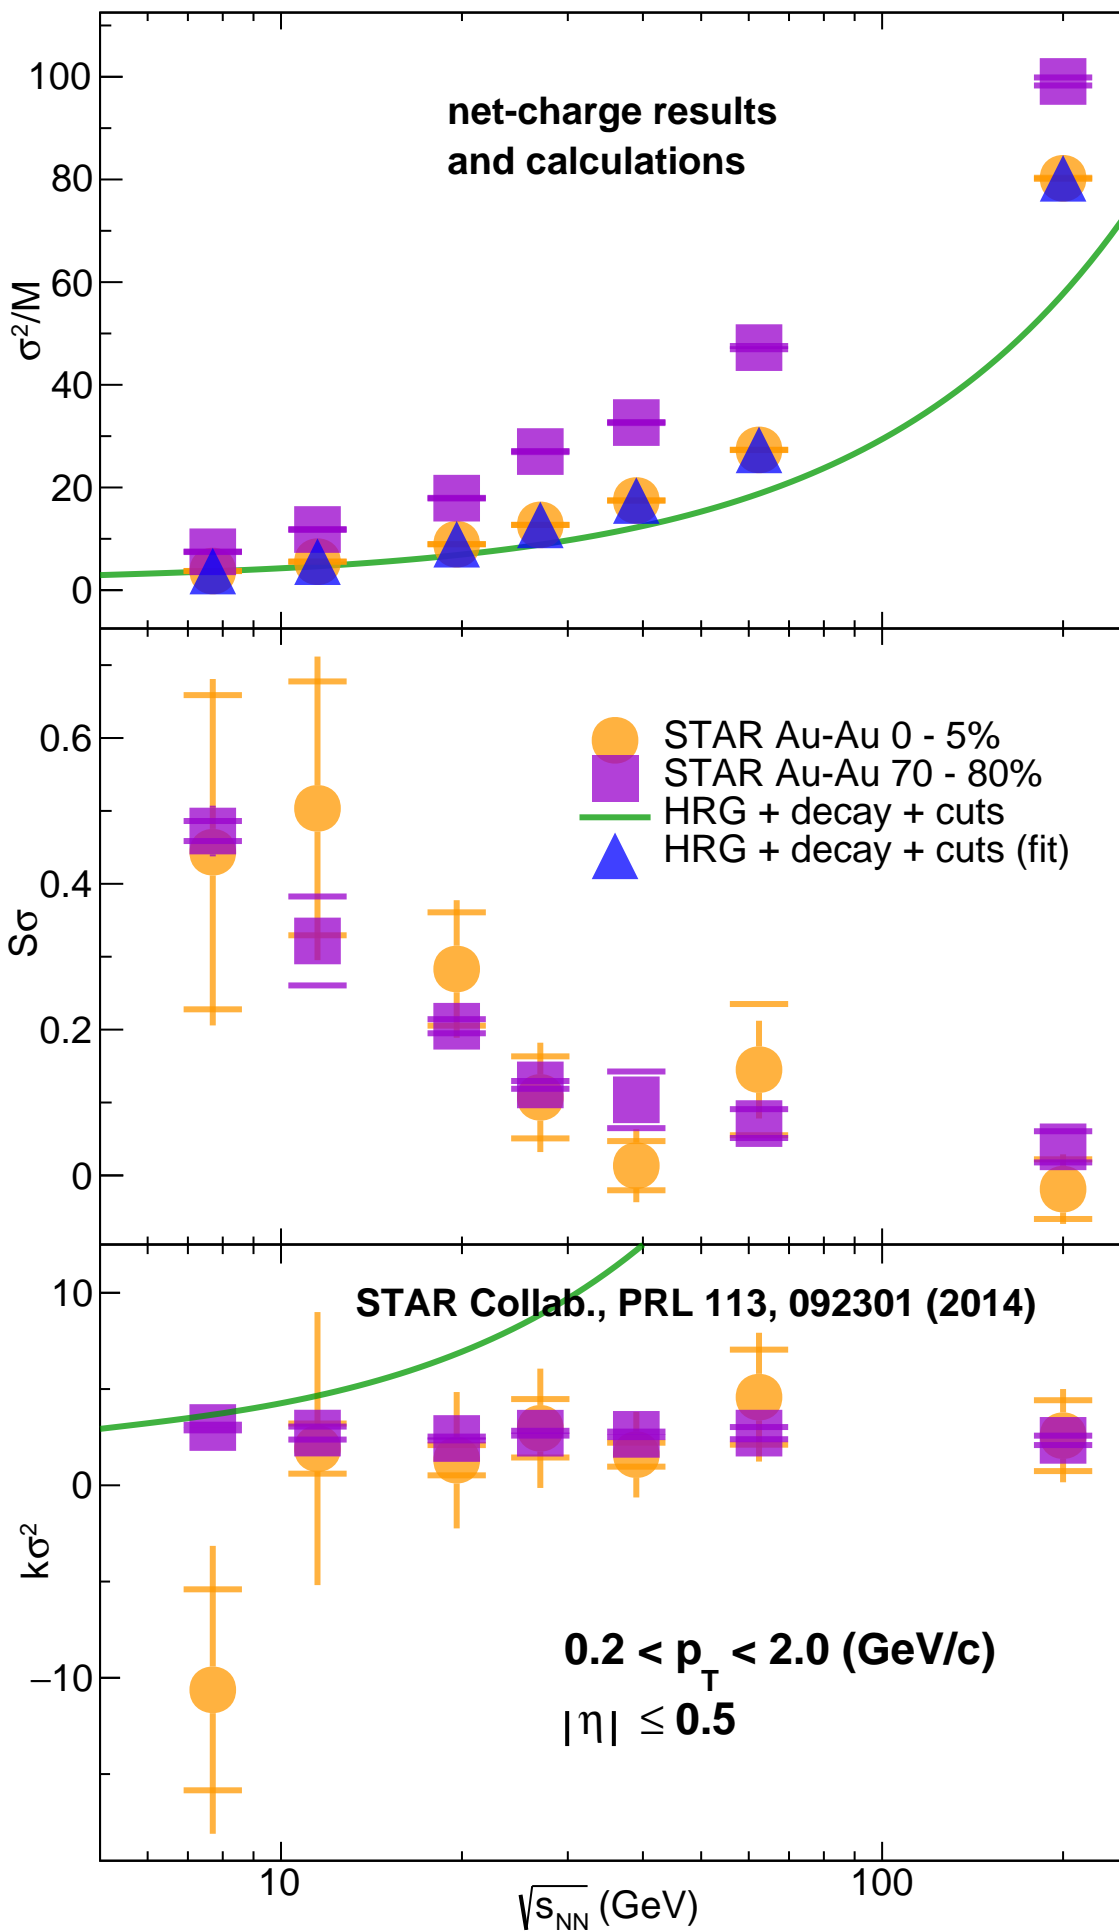 100
80
60
40
20
0
σ²/M
net-charge results
and calculations
0.6
0.4
0.2
0
Sσ
STAR Au-Au 0 - 5%
STAR Au-Au 70 - 80%
HRG + decay + cuts
HRG + decay + cuts (fit)
10
0
−10
kσ²
STAR Collab., PRL 113, 092301 (2014)
0.2 < p_T < 2.0 (GeV/c)
|η| ≤ 0.5
10
100
√s_NN (GeV)